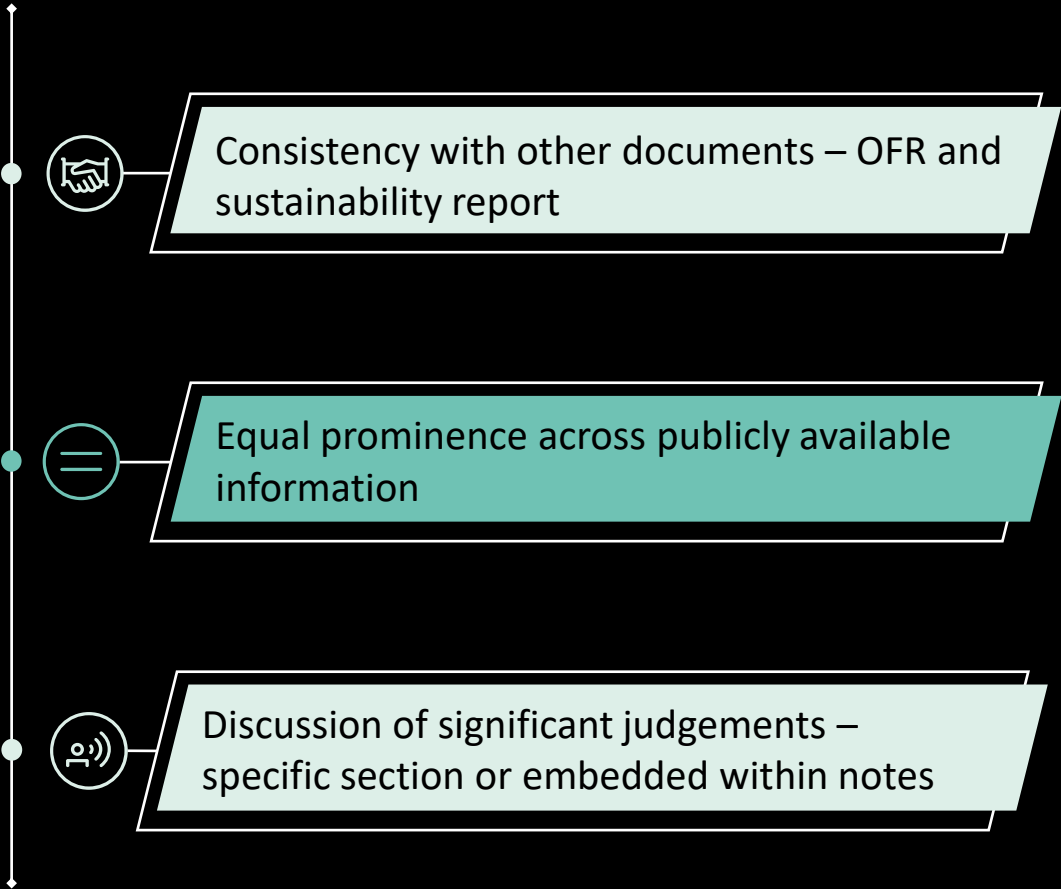 Consistency with other documents – OFR and
sustainability report
Equal prominence across publicly available
information
Discussion of significant judgements –
specific section or embedded within notes